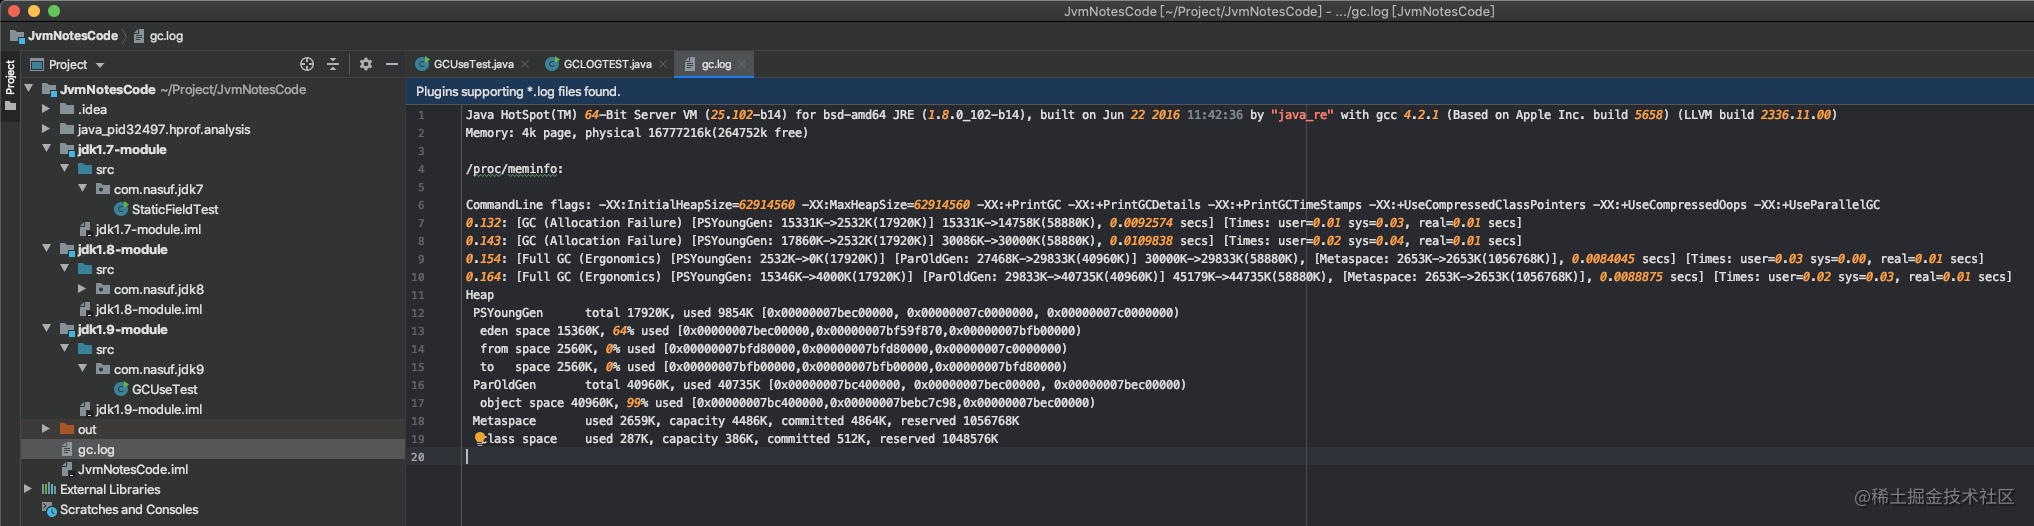 JvmNotesCode [~/Project/JvmNotesCode] - .../gc.log [JvmNotesCode]
JvmNotesCode
gc.log
Project
Project
JvmNotesCode ~/Project/JvmNotesCode
.idea
java_pid32497.hprof.analysis
jdk1.7-module
src
com.nasuf.jdk7
StaticFieldTest
jdk1.7-module.iml
jdk1.8-module
src
com.nasuf.jdk8
jdk1.8-module.iml
jdk1.9-module
src
com.nasuf.jdk9
GCUseTest
jdk1.9-module.iml
out
gc.log
JvmNotesCode.iml
External Libraries
Scratches and Consoles
GCUseTest.java
GCLOGTEST.java
gc.log
Plugins supporting *.log files found.
1 Java HotSpot(TM) 64-Bit Server VM (25.102-b14) for bsd-amd64 JRE (1.8.0_102-b14), built on Jun 22 2016 11:42:36 by "java_re" with gcc 4.2.1 (Based on Apple Inc. build 5658) (LLVM build 2336.11.00)
2 Memory: 4k page, physical 16777216k(264752k free)
3
4 /proc/meminfo:
5
6 CommandLine flags: -XX:InitialHeapSize=62914560 -XX:MaxHeapSize=62914560 -XX:+PrintGC -XX:+PrintGCDetails -XX:+PrintGCTimeStamps -XX:+UseCompressedClassPointers -XX:+UseCompressedOops -XX:+UseParallelGC
7 0.132: [GC (Allocation Failure) [PSYoungGen: 15331K->2532K(17920K)] 15331K->14758K(58880K), 0.0092574 secs] [Times: user=0.01 sys=0.03, real=0.01 secs]
8 0.143: [GC (Allocation Failure) [PSYoungGen: 17860K->2532K(17920K)] 30086K->30000K(58880K), 0.0109838 secs] [Times: user=0.02 sys=0.04, real=0.01 secs]
9 0.154: [Full GC (Ergonomics) [PSYoungGen: 2532K->0K(17920K)] [ParOldGen: 27468K->29833K(40960K)] 30000K->29833K(58880K), [Metaspace: 2653K->2653K(1056768K)], 0.0084045 secs] [Times: user=0.03 sys=0.00, real=0.01 secs]
10 0.164: [Full GC (Ergonomics) [PSYoungGen: 15346K->4000K(17920K)] [ParOldGen: 29833K->40735K(40960K)] 45179K->44735K(58880K), [Metaspace: 2653K->2653K(1056768K)], 0.0088875 secs] [Times: user=0.02 sys=0.03, real=0.01 secs]
11 Heap
12 PSYoungGen total 17920K, used 9854K [0x00000007bec00000, 0x00000007c0000000, 0x00000007c0000000)
13 eden space 15360K, 64% used [0x00000007bec00000,0x00000007bf59f870,0x00000007bfb00000)
14 from space 2560K, 0% used [0x00000007bfd80000,0x00000007bfd80000,0x00000007c0000000)
15 to space 2560K, 0% used [0x00000007bfb00000,0x00000007bfb00000,0x00000007bfd80000)
16 ParOldGen total 40960K, used 40735K [0x00000007bc400000, 0x00000007bec00000, 0x00000007bec00000)
17 object space 40960K, 99% used [0x00000007bc400000,0x00000007bebc7c98,0x00000007bec00000)
18 Metaspace used 2659K, capacity 4486K, committed 4864K, reserved 1056768K
19 class space used 287K, capacity 386K, committed 512K, reserved 1048576K
20
@稀土掘金技术社区